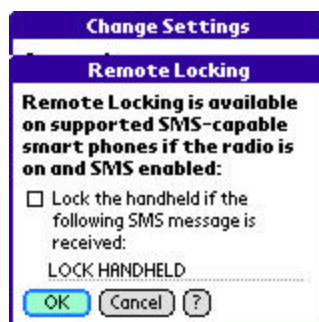 Change Settings
Remote Locking
Remote Locking is available
on supported SMS-capable
smart phones if the radio is
on and SMS enabled:
Lock the handheld if the
following SMS message is
received:
LOCK HANDHELD
OK Cancel ?